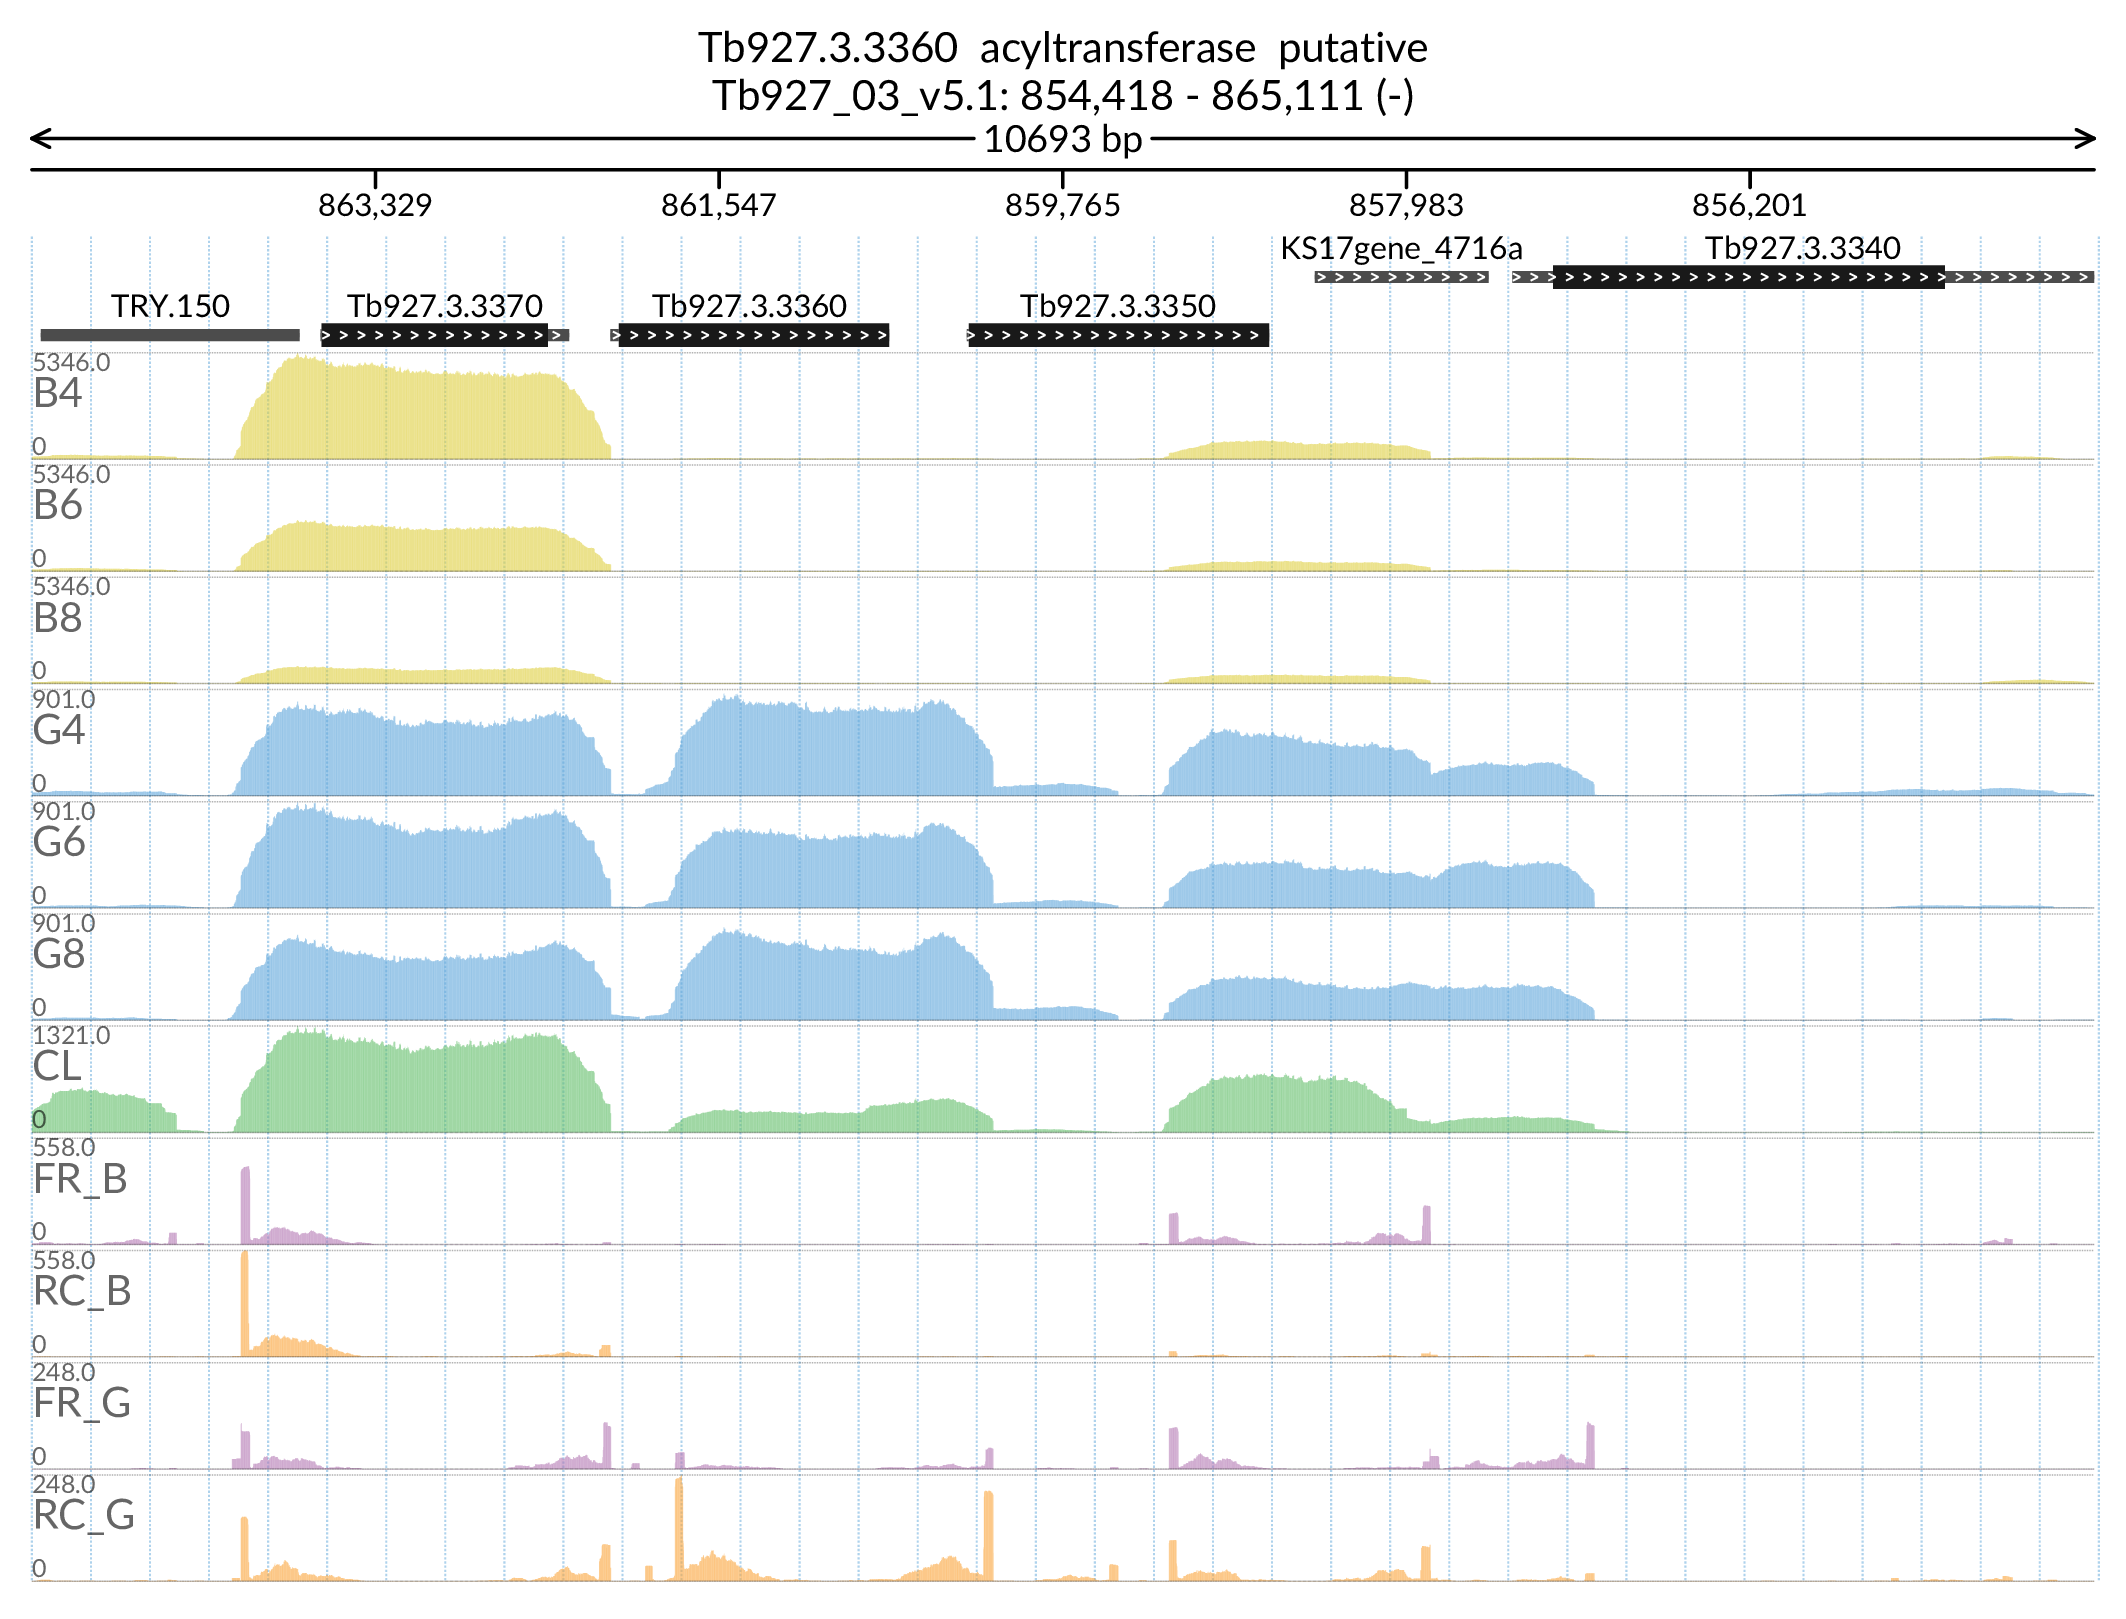 Tb927.3.3360 acyltransferase putative
Tb927_03_v5.1: 854,418 - 865,111 (-)
10693 bp
863,329 861,547 859,765 857,983 856,201
KS17gene_4716a Tb927.3.3340
TRY.150 Tb927.3.3370 Tb927.3.3360 Tb927.3.3350
5346.0
B4
0
5346.0
B6
0
5346.0
B8
0
901.0
G4
0
901.0
G6
0
901.0
G8
0
1321.0
CL
0
558.0
FR_B
0
558.0
RC_B
0
248.0
FR_G
0
248.0
RC_G
0